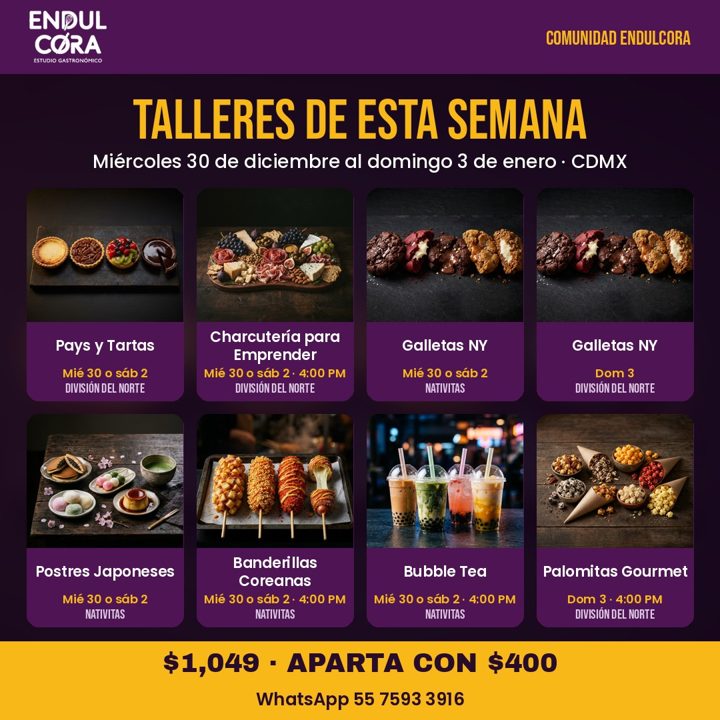 ENDUL
CØRA
ESTUDIO GASTRONÓMICO
COMUNIDAD ENDULCORA
TALLERES DE ESTA SEMANA
Miércoles 30 de diciembre al domingo 3 de enero · CDMX
Pays y Tartas
Mié 30 o sáb 2
DIVISIÓN DEL NORTE
Charcutería para
Emprender
Mié 30 o sáb 2 · 4:00 PM
DIVISIÓN DEL NORTE
Galletas NY
Mié 30 o sáb 2
NATIVITAS
Galletas NY
Dom 3
DIVISIÓN DEL NORTE
Postres Japoneses
Mié 30 o sáb 2
NATIVITAS
Banderillas
Coreanas
Mié 30 o sáb 2 · 4:00 PM
NATIVITAS
Bubble Tea
Mié 30 o sáb 2 · 4:00 PM
NATIVITAS
Palomitas Gourmet
Dom 3 · 4:00 PM
DIVISIÓN DEL NORTE
$1,049 · APARTA CON $400
WhatsApp 55 7593 3916